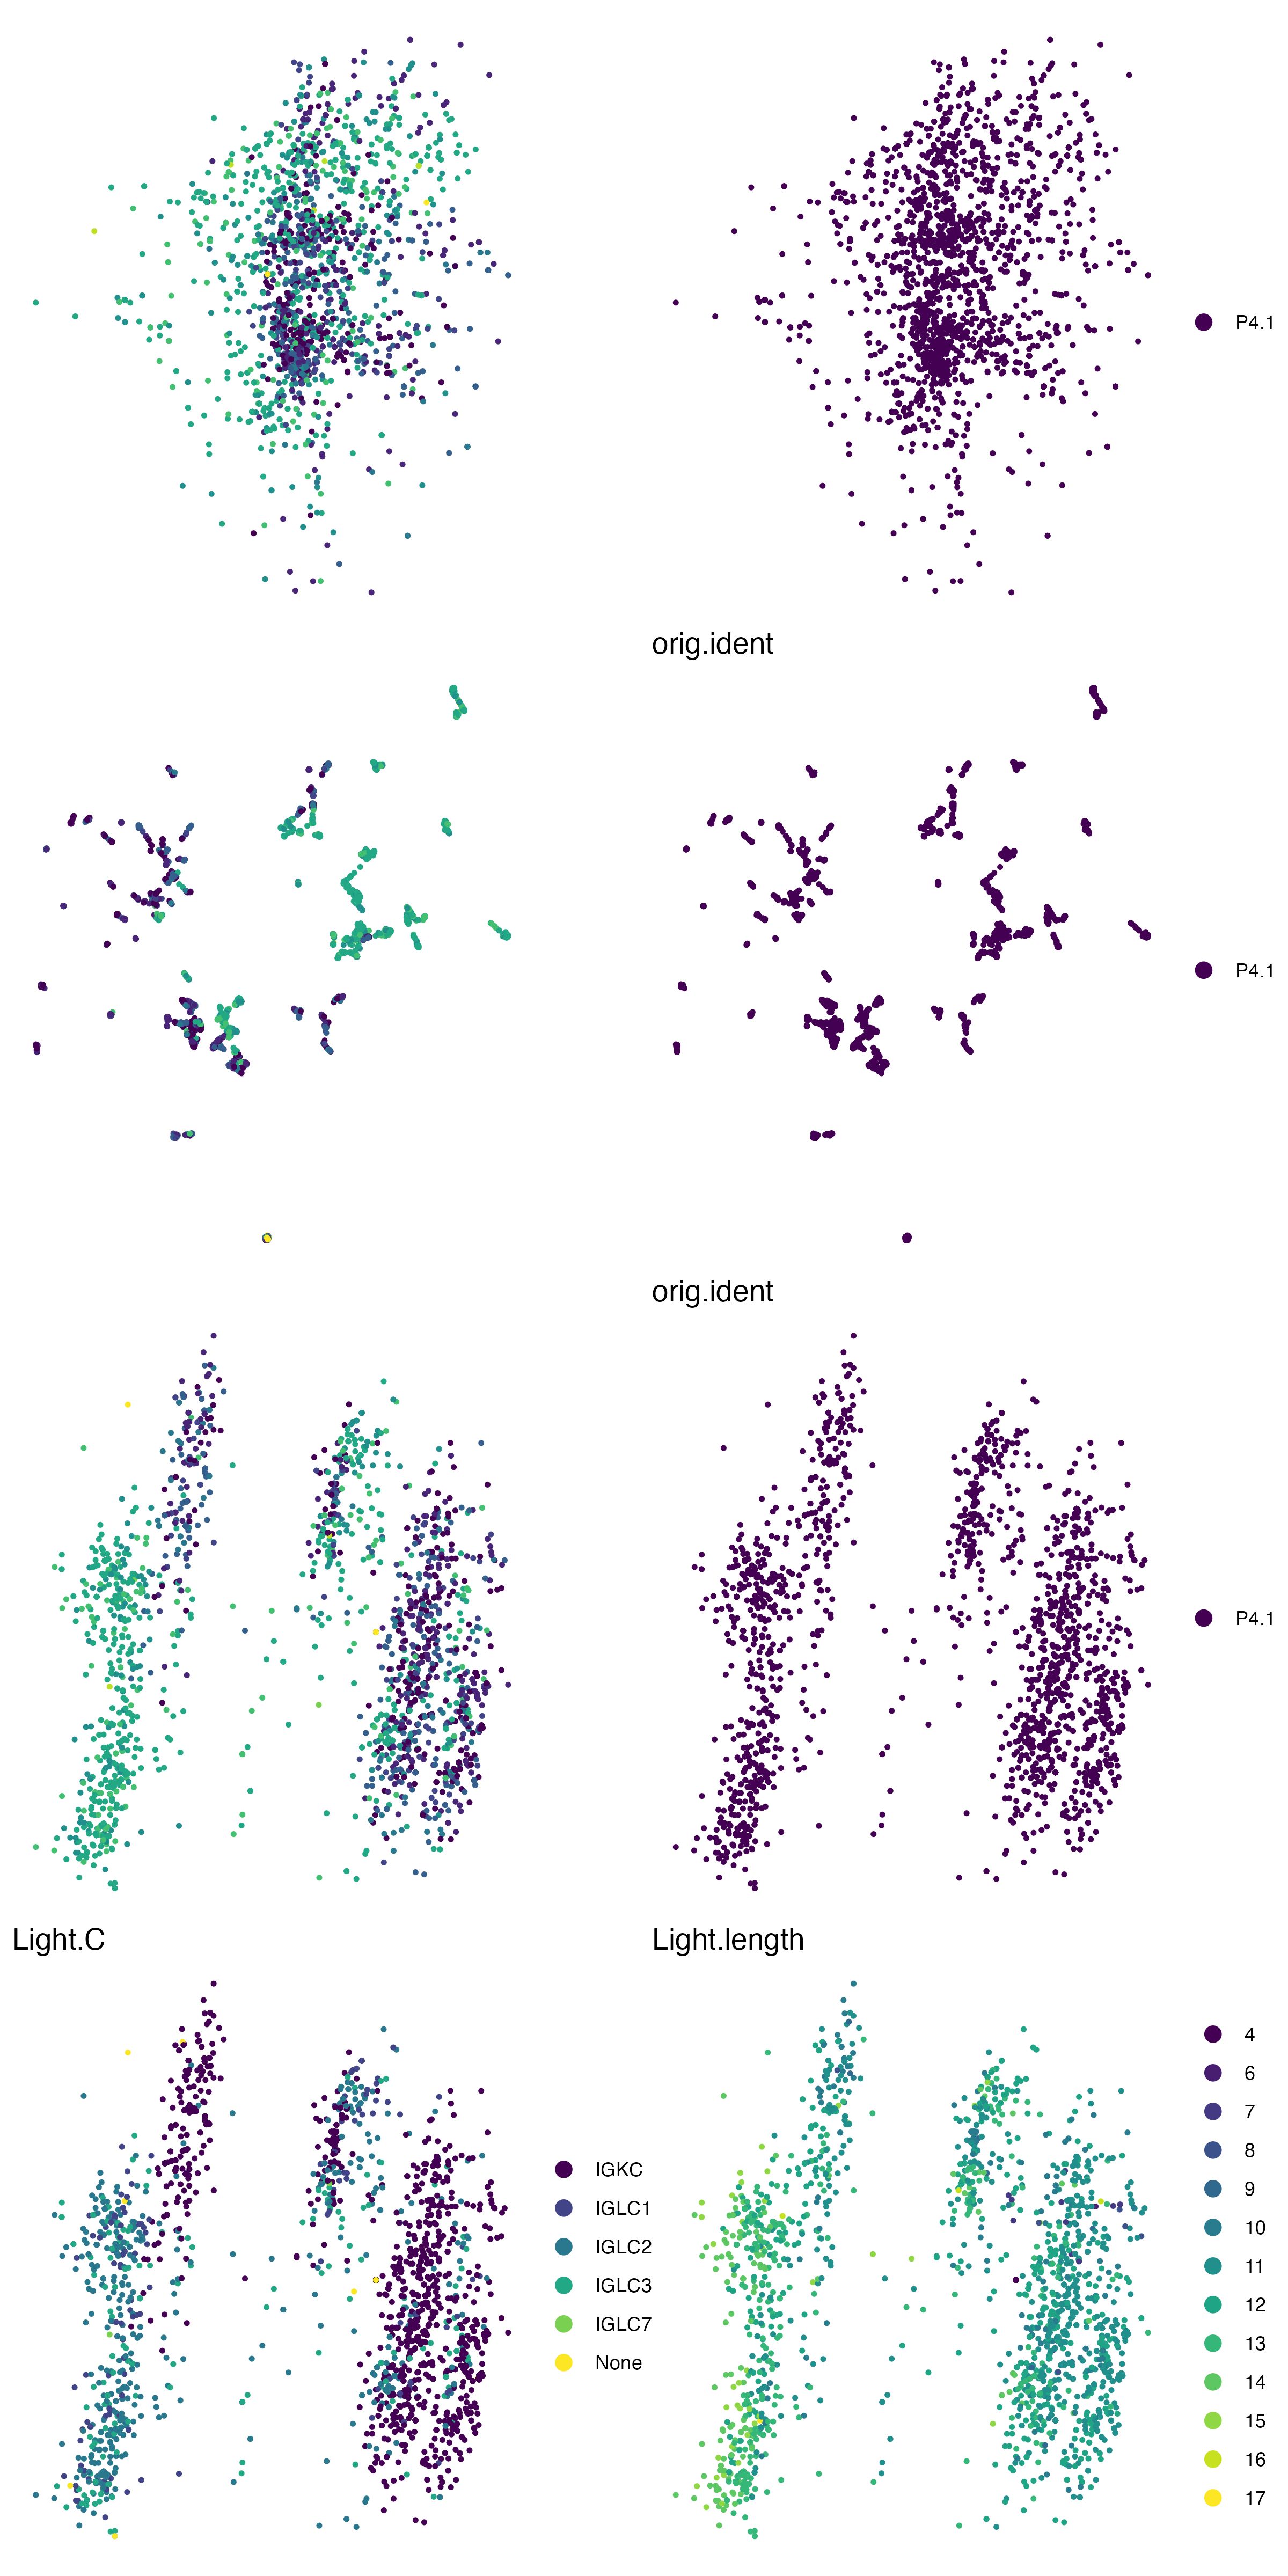 P4.1
orig.ident
P4.1
orig.ident
P4.1
Light.C
IGKC
IGLC1
IGLC2
IGLC3
IGLC7
None
Light.length
4
6
7
8
9
10
11
12
13
14
15
16
17